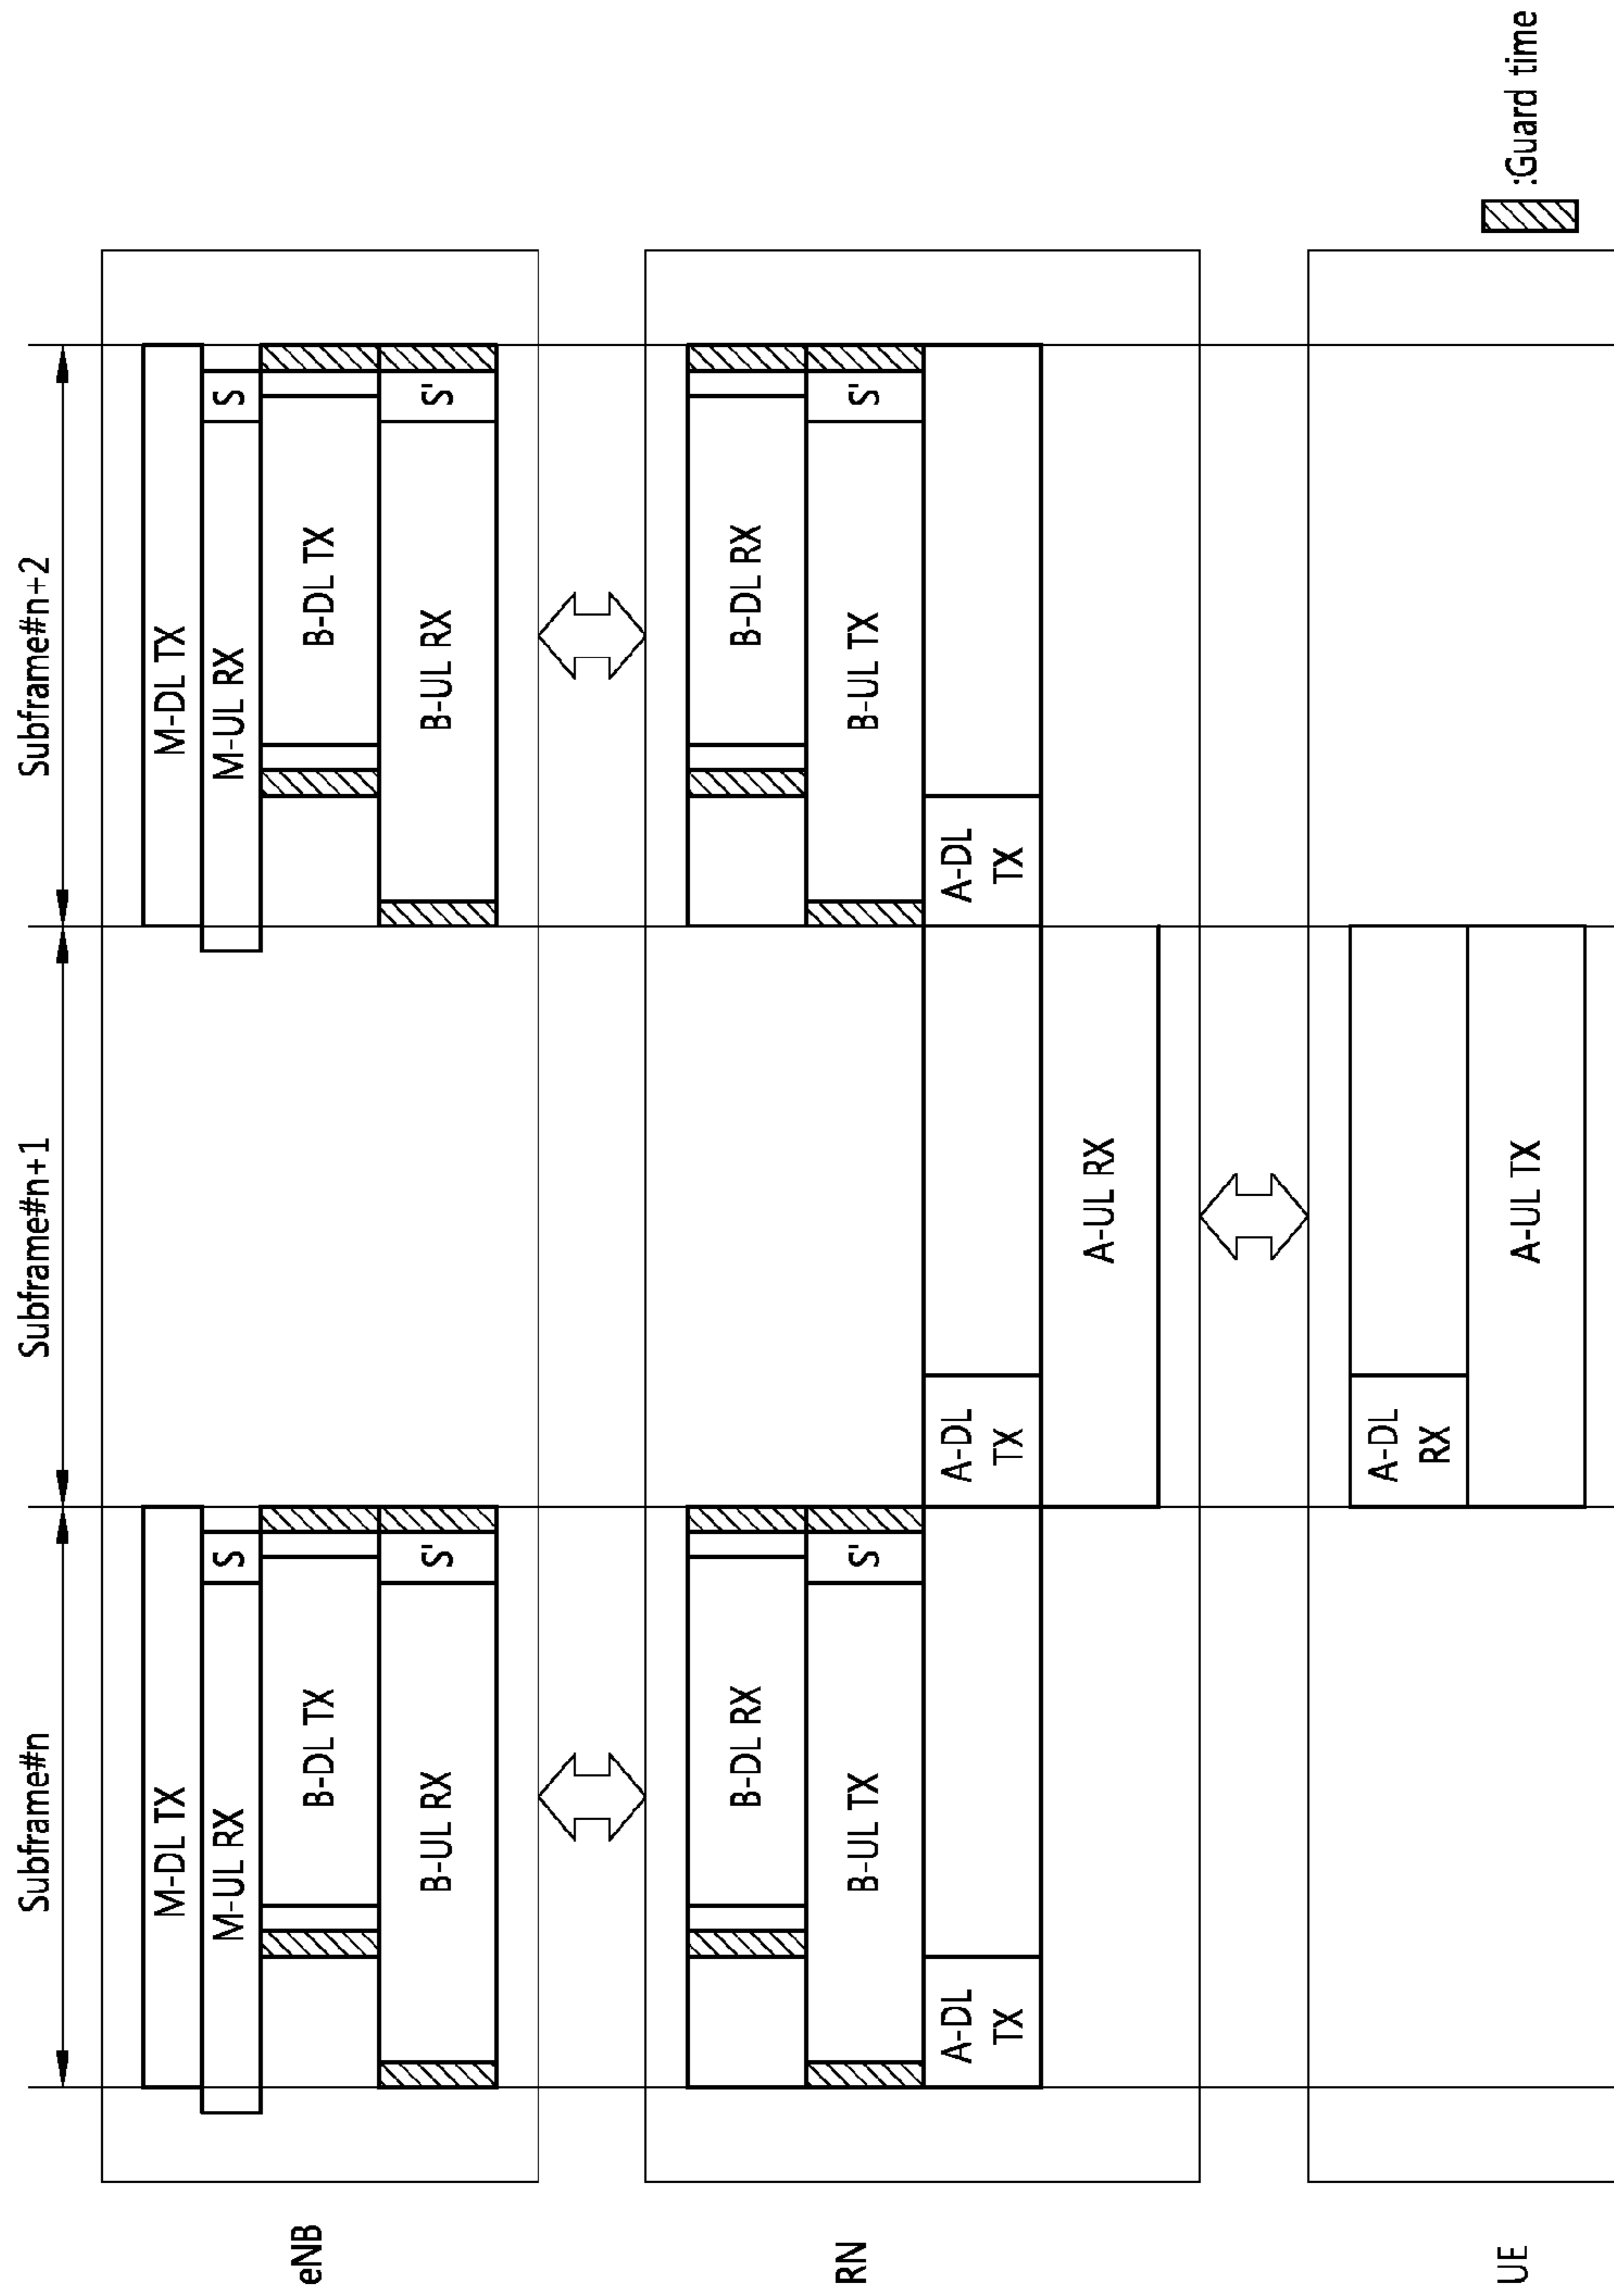 Subframe#n
Subframe#n+1
Subframe#n+2
eNB
M-DL TX
M-DL TX
M-UL RX
S
M-UL RX
S
B-DL TX
B-DL TX
B-UL RX
S'
B-UL RX
S'
RN
B-DL RX
B-DL RX
B-UL TX
S'
B-UL TX
S'
A-DL
TX
A-DL
TX
A-DL
TX
A-UL RX
UE
A-DL
RX
A-UL TX
:Guard time